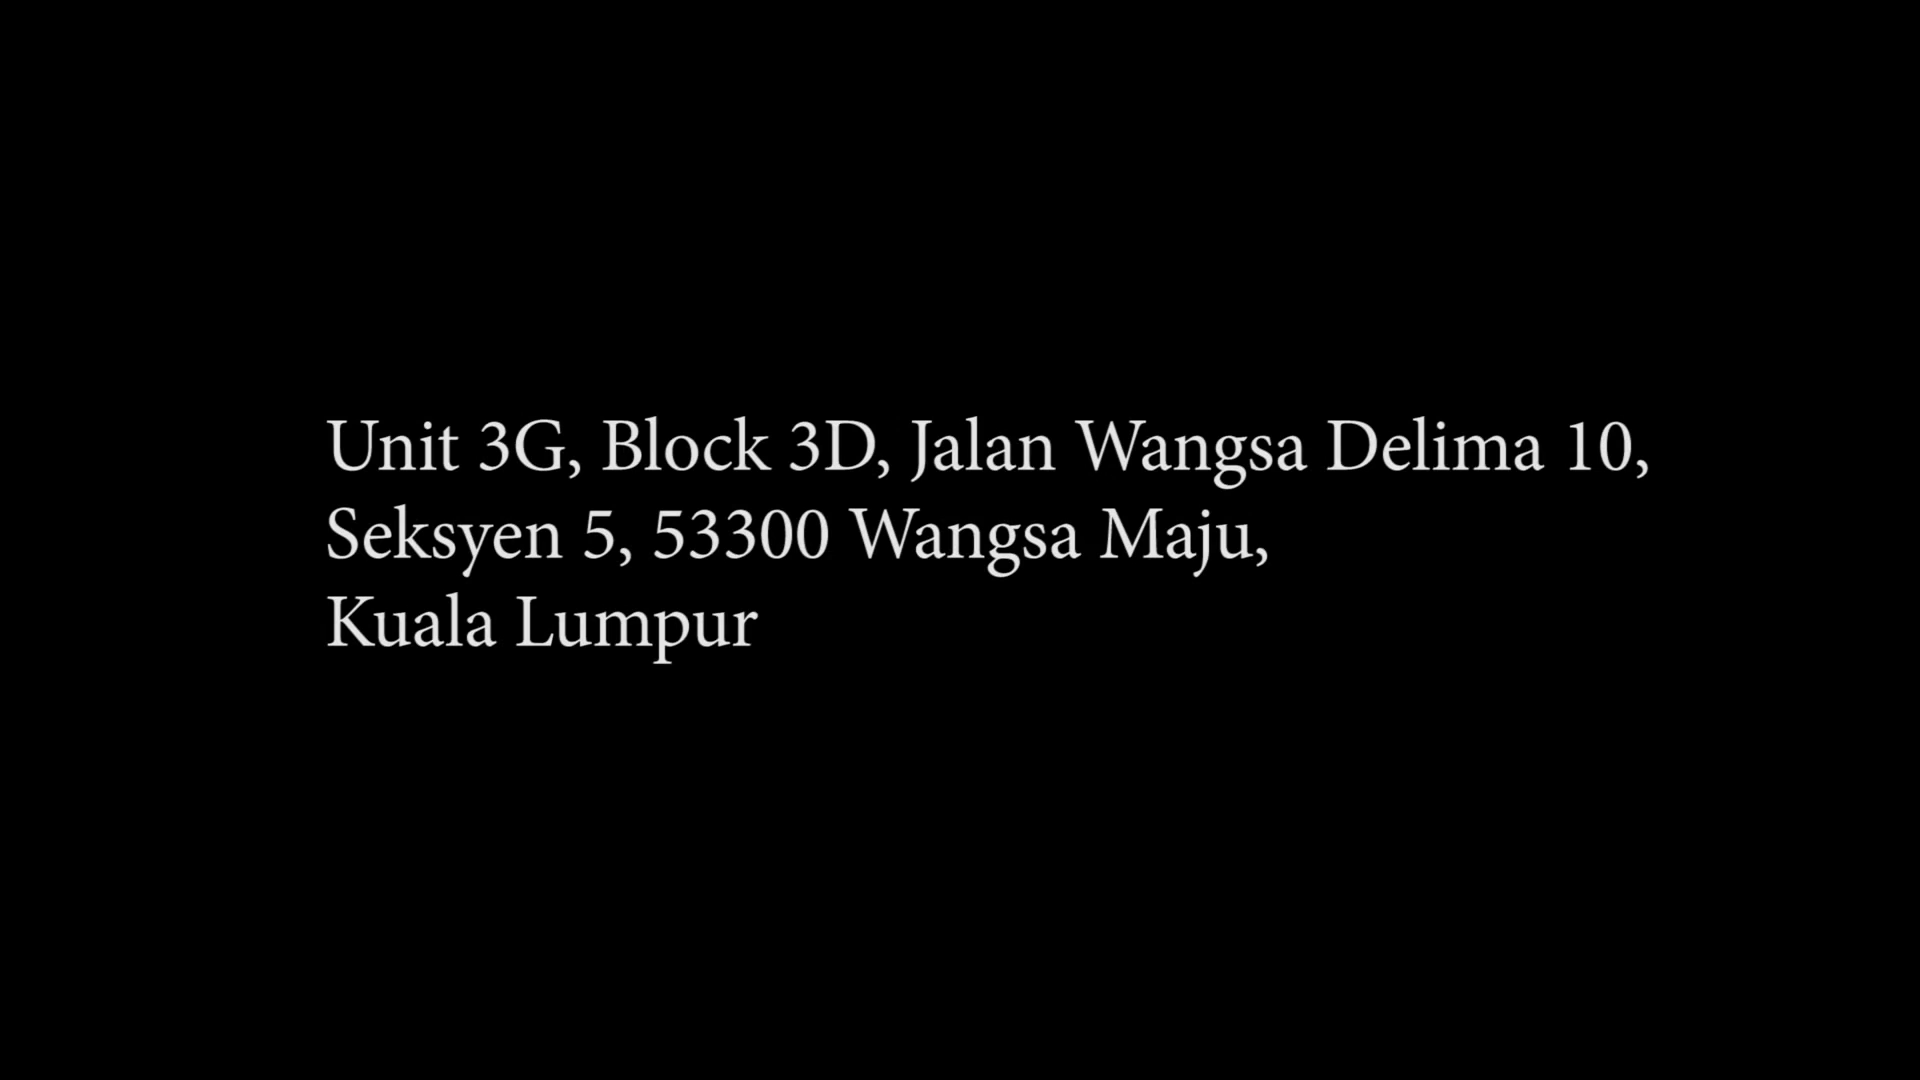 Unit 3G, Block 3D, Jalan Wangsa Delima 10,
Seksyen 5, 53300 Wangsa Maju,
Kuala Lumpur